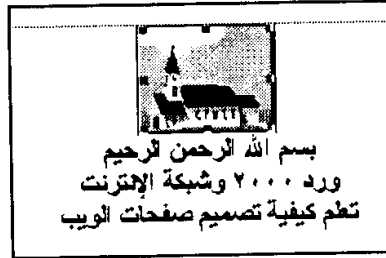 بسم الله الرحمن الرحيم
ورد ٢٠٠٠ وشبكة الإنترنت
تعلم كيفية تصميم صفحات الويب